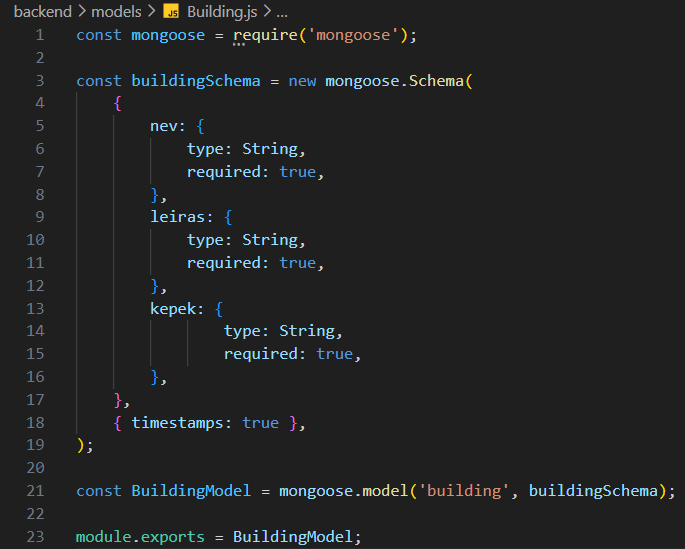 backend > models > JS Building.js > ...
1 const mongoose = require('mongoose');
2
3 const buildingSchema = new mongoose.Schema(
4     {
5         nev: {
6             type: String,
7             required: true,
8         },
9         leiras: {
10             type: String,
11             required: true,
12         },
13         kepek: {
14                 type: String,
15                 required: true,
16         },
17     },
18     { timestamps: true },
19 );
20
21 const BuildingModel = mongoose.model('building', buildingSchema);
22
23 module.exports = BuildingModel;